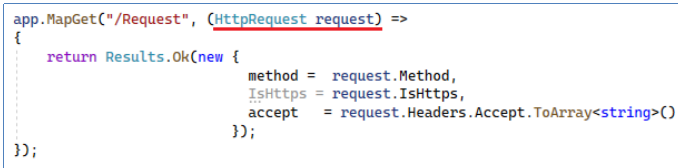 app.MapGet("/Request", (HttpRequest request) =>
{
    return Results.Ok(new {
                            method =  request.Method,
                            IsHttps = request.IsHttps,
                            accept  = request.Headers.Accept.ToArray<string>()
                          });
});